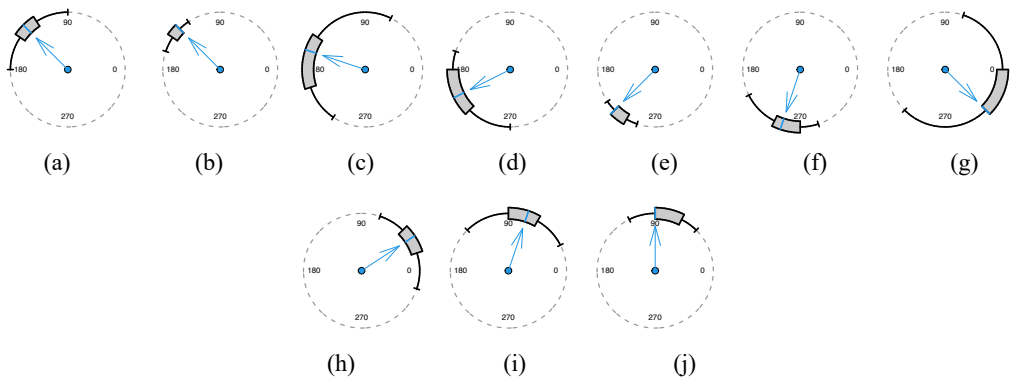 90 90 90 90 90 90 90
180 0 180 0 180 0 180 0 180 0 180 0 180 0
270 270 270 270 270 270 270
(a) (b) (c) (d) (e) (f) (g)
90 90 90
180 0 180 0 180 0
270 270 270
(h) (i) (j)